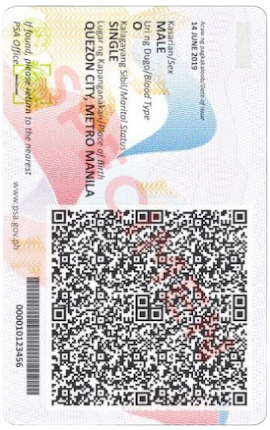 Araw ng pagkakaloob/Date of issue
14 JUNE 2019
Kasarian/Sex
MALE
Uri ng Dugo/Blood Type
O
Kalagayang Sibil/Marital Status
SINGLE
Lugar ng Kapanganakan/Place of Birth
QUEZON CITY, METRO MANILA
If found, please return to the nearest
PSA Office.
www.psa.gov.ph
000010123456
SPECIMEN